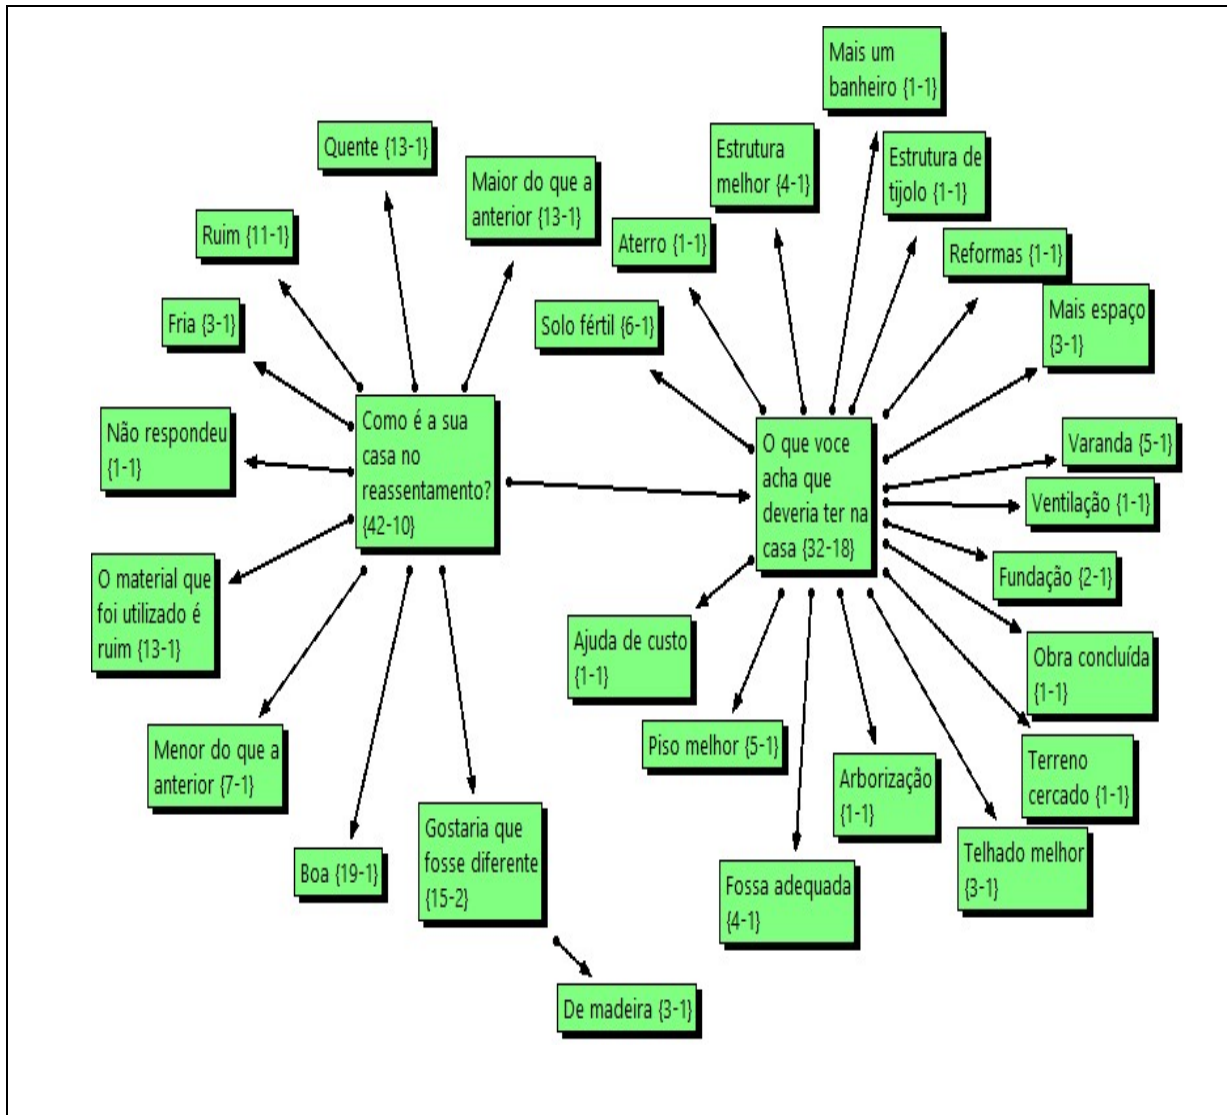 Mais um
banheiro {1-1}
Quente {13-1}
Estrutura
melhor {4-1}
Estrutura de
tijolo {1-1}
Maior do que a
anterior {13-1}
Ruim {11-1}
Aterro {1-1}
Reformas {1-1}
Fria {3-1}
Solo fértil {6-1}
Mais espaço
{3-1}
Não respondeu
{1-1}
Como é a sua
casa no
reassentamento?
{42-10}
O que voce
acha que
deveria ter na
casa {32-18}
Varanda {5-1}
Ventilação {1-1}
Fundação {2-1}
O material que
foi utilizado é
ruim {13-1}
Ajuda de custo
{1-1}
Obra concluída
{1-1}
Menor do que a
anterior {7-1}
Piso melhor {5-1}
Arborização
{1-1}
Terreno
cercado {1-1}
Gostaria que
fosse diferente
{15-2}
Boa {19-1}
Fossa adequada
{4-1}
Telhado melhor
{3-1}
De madeira {3-1}